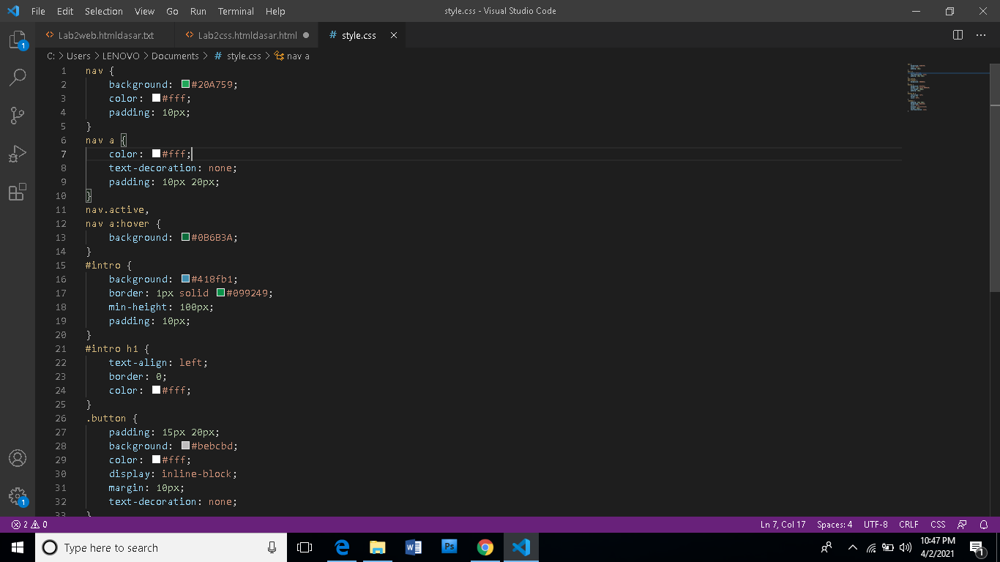 File Edit Selection View Go Run Terminal Help style.css - Visual Studio Code
Lab2web.htmldasar.txt Lab2css.htmldasar.html # style.css
C: > Users > LENOVO > Documents > # style.css > nav a
1 nav {
2 background: #20A759;
3 color: #fff;
4 padding: 10px;
5 }
6 nav a {
7 color: #fff;
8 text-decoration: none;
9 padding: 10px 20px;
10 }
11 nav.active,
12 nav a:hover {
13 background: #0B6B3A;
14 }
15 #intro {
16 background: #418fb1;
17 border: 1px solid #099249;
18 min-height: 100px;
19 padding: 10px;
20 }
21 #intro h1 {
22 text-align: left;
23 border: 0;
24 color: #fff;
25 }
26 .button {
27 padding: 15px 20px;
28 background: #bebcbd;
29 color: #fff;
30 display: inline-block;
31 margin: 10px;
32 text-decoration: none;
33 }
1
1
2 0 Ln 7, Col 17 Spaces: 4 UTF-8 CRLF CSS
Type here to search
Ps
10:47 PM
4/2/2021
1